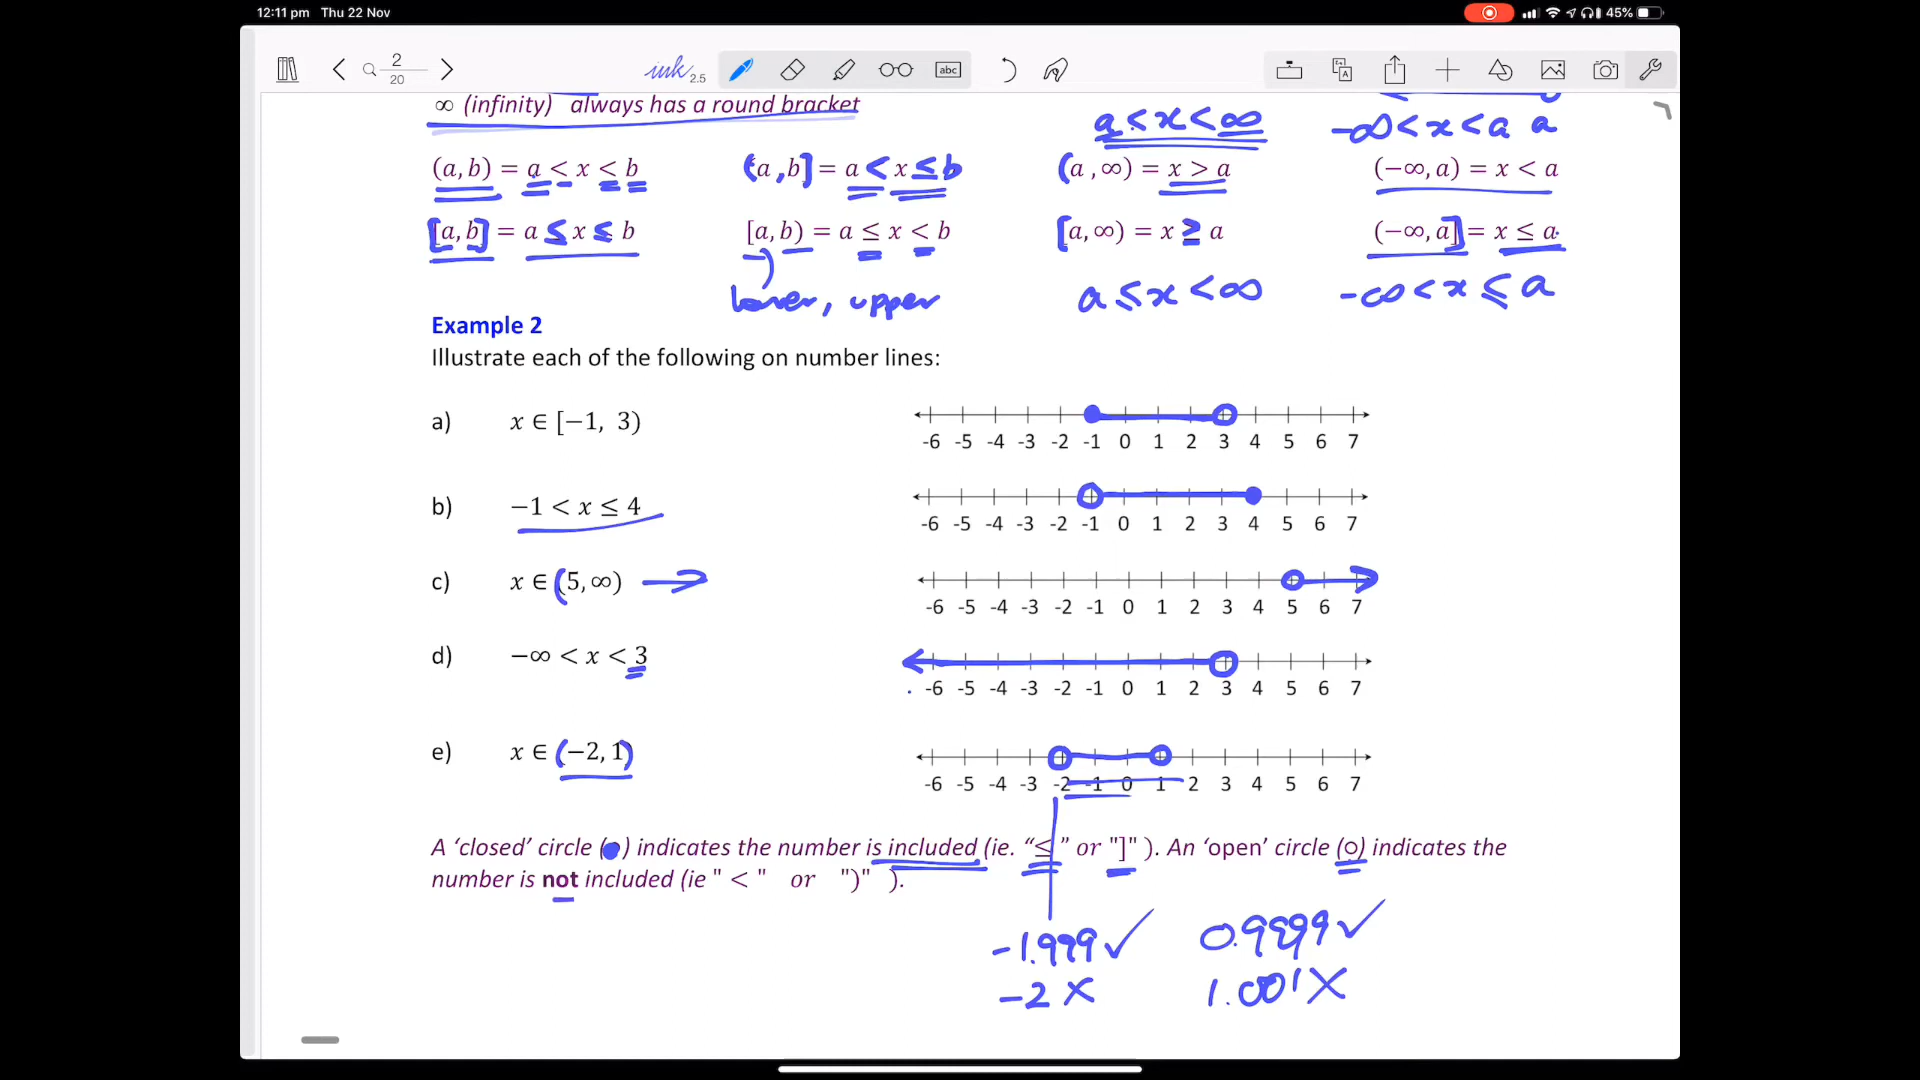 12:11 pm Thu 22 Nov 45%
2
20
ink 2.5 abc
∞ (infinity) always has a round bracket
a < x < ∞ -∞ < x < a a
(a, b) = a < x < b (a , b] = a < x ≤ b (a , ∞) = x > a (−∞, a) = x < a
[a, b] = a ≤ x ≤ b [a, b) = a ≤ x < b [a, ∞) = x ≥ a (−∞, a] = x ≤ a
lower, upper a ≤ x < ∞ -∞ < x ≤ a
Example 2
Illustrate each of the following on number lines:
a) x ∈ [−1, 3)
-6 -5 -4 -3 -2 -1 0 1 2 3 4 5 6 7
b) −1 < x ≤ 4
-6 -5 -4 -3 -2 -1 0 1 2 3 4 5 6 7
c) x ∈ (5, ∞)
-6 -5 -4 -3 -2 -1 0 1 2 3 4 5 6 7
d) −∞ < x < 3
-6 -5 -4 -3 -2 -1 0 1 2 3 4 5 6 7
e) x ∈ (−2, 1)
-6 -5 -4 -3 -2 -1 0 1 2 3 4 5 6 7
A ‘closed’ circle (●) indicates the number is included (ie. “≤ ” or "]" ). An ‘open’ circle (○) indicates the
number is not included (ie " < " or ")" ).
-1.999 ✓ 0.9999 ✓
-2 x 1.001 X